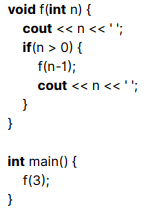 void f(int n) {
cout << n << ' ';
if(n > 0) {
f(n-1);
cout << n << ' ';
}
}
int main() {
f(3);
}